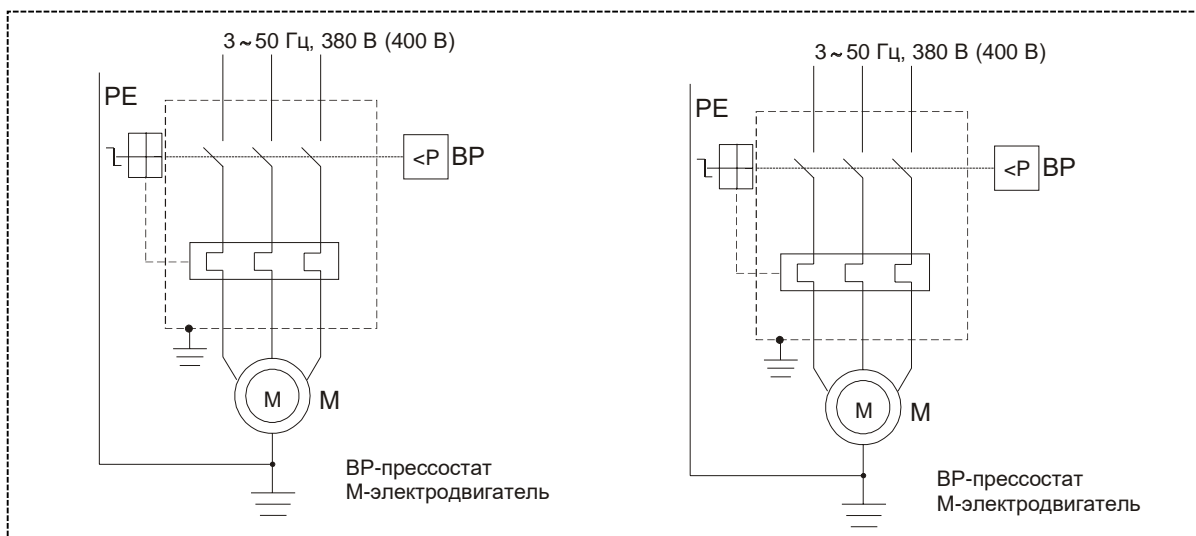 3~50 Гц, 380 В (400 В)
PE
<P BP
M M
BP-прессостат
М-электродвигатель
3~50 Гц, 380 В (400 В)
PE
<P BP
M M
BP-прессостат
М-электродвигатель